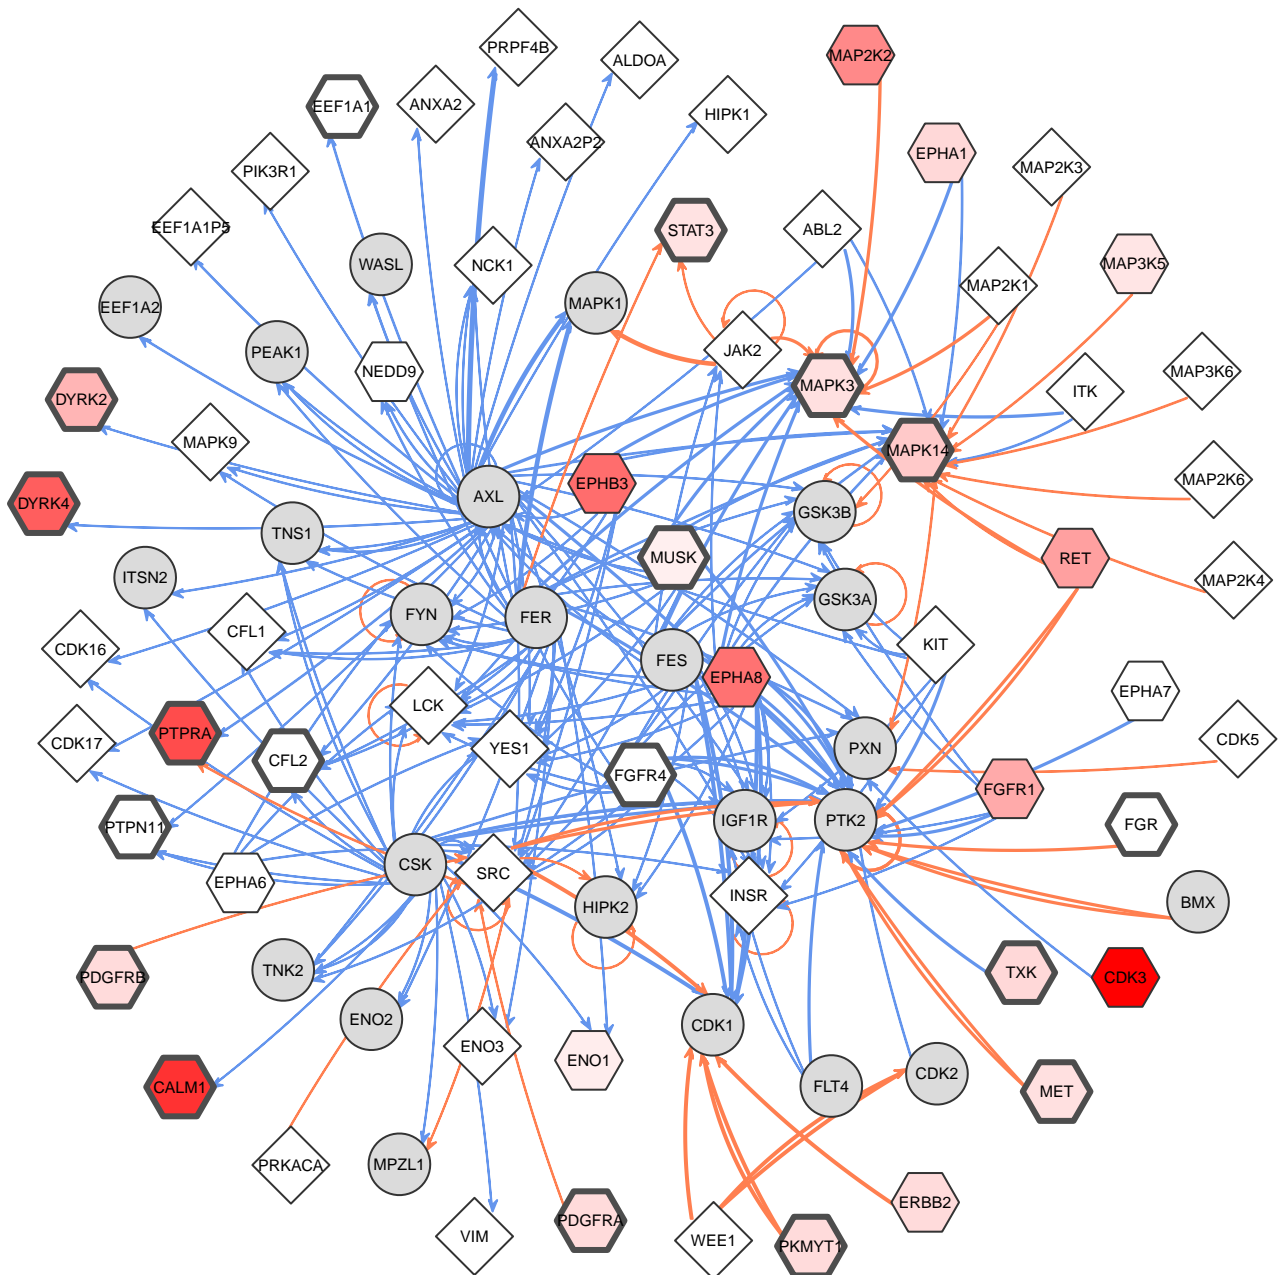 PRPF4B
ALDOA
MAP2K2
EEF1A1
ANXA2
HIPK1
ANXA2P2
EPHA1
MAP2K3
PIK3R1
EEF1A1P5
STAT3
ABL2
WASL
NCK1
MAP3K5
MAP2K1
EEF1A2
MAPK1
PEAK1
JAK2
NEDD9
MAPK3
MAP3K6
ITK
DYRK2
MAPK9
MAPK14
MAP2K6
EPHB3
AXL
DYRK4
GSK3B
TNS1
MUSK
RET
ITSN2
MAP2K4
GSK3A
FYN
FER
CFL1
KIT
CDK16
FES
EPHA8
EPHA7
LCK
PTPRA
CDK17
YES1
PXN
CDK5
CFL2
FGFR4
FGFR1
PTPN11
IGF1R
PTK2
FGR
CSK
SRC
EPHA6
INSR
HIPK2
BMX
TNK2
PDGFRB
TXK
CDK3
ENO2
CDK1
ENO3
ENO1
CDK2
CALM1
FLT4
MET
PRKACA
MPZL1
ERBB2
PDGFRA
VIM
WEE1
PKMYT1